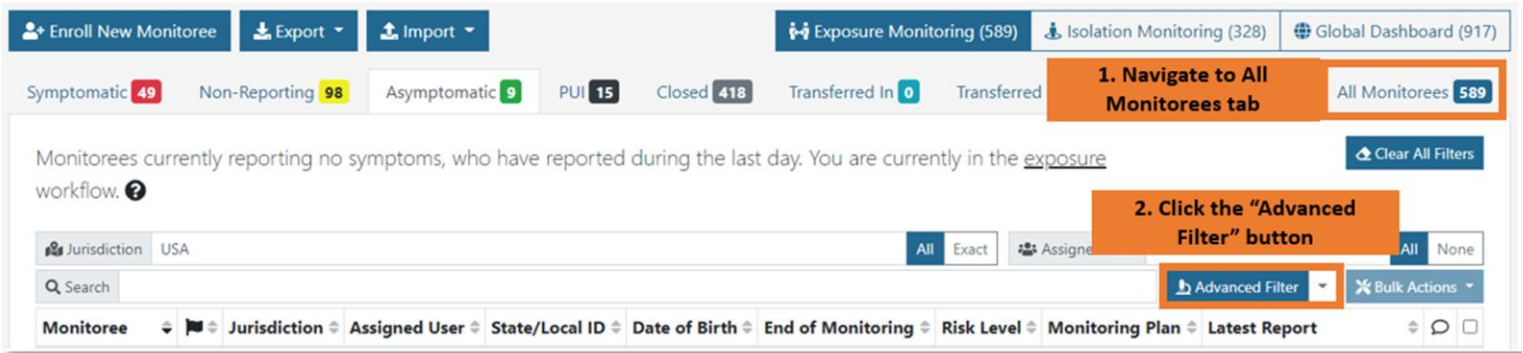 Enroll New Monitoree Export Import Exposure Monitoring (589) Isolation Monitoring (328) Global Dashboard (917)
Symptomatic 49 Non-Reporting 98 Asymptomatic 9 PUI 15 Closed 418 Transferred In 0 Transferred All Monitorees 589
1. Navigate to All
Monitorees tab
Monitorees currently reporting no symptoms, who have reported during the last day. You are currently in the exposure
workflow.
Clear All Filters
2. Click the “Advanced
Filter” button
Jurisdiction USA All Exact All None
Search Advanced Filter Bulk Actions
Monitoree Jurisdiction Assigned User State/Local ID Date of Birth End of Monitoring Risk Level Monitoring Plan Latest Report